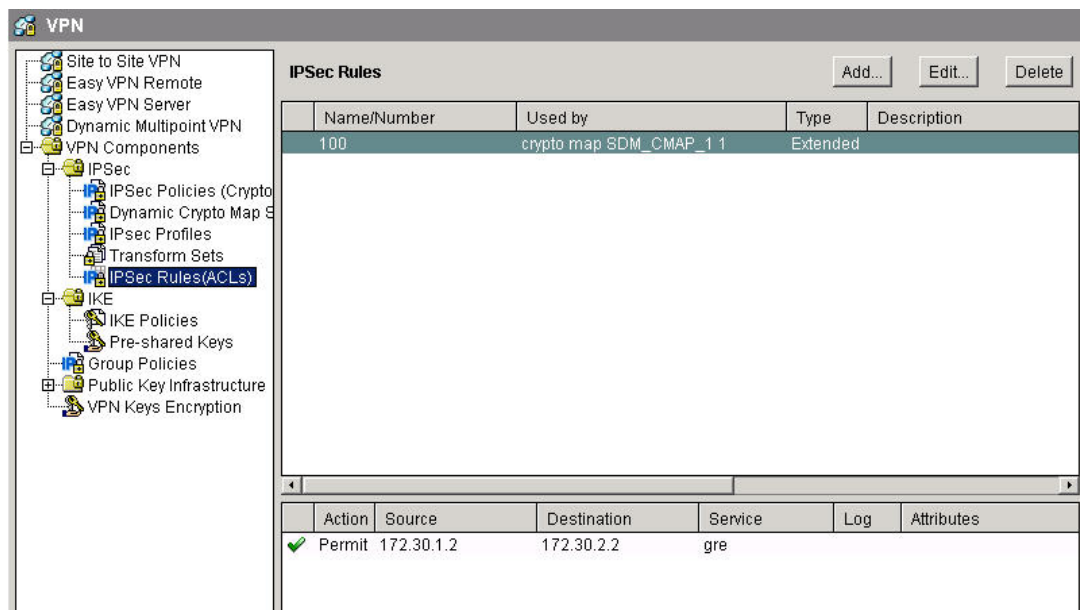 VPN
Site to Site VPN
Easy VPN Remote
Easy VPN Server
Dynamic Multipoint VPN
VPN Components
IPSec
IPSec Policies (Crypto
Dynamic Crypto Map S
IPsec Profiles
Transform Sets
IPSec Rules(ACLs)
IKE
IKE Policies
Pre-shared Keys
Group Policies
Public Key Infrastructure
VPN Keys Encryption
IPSec Rules Add... Edit... Delete
Name/Number Used by Type Description
100 crypto map SDM_CMAP_1 1 Extended
Action Source Destination Service Log Attributes
Permit 172.30.1.2 172.30.2.2 gre